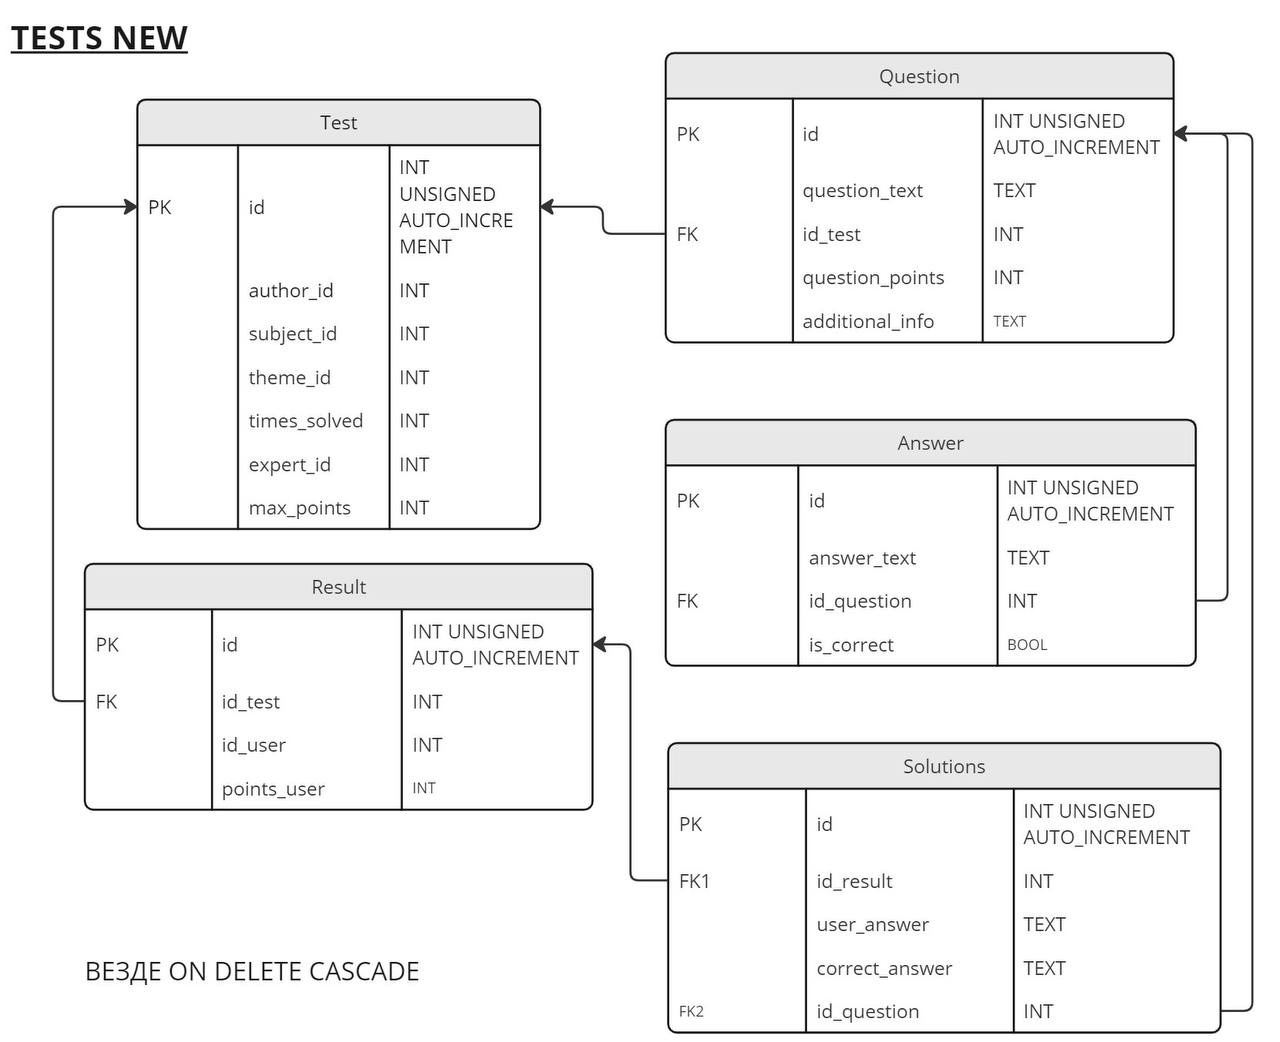 TESTS NEW
Test
PK id INT
UNSIGNED
AUTO_INCRE
MENT
author_id INT
subject_id INT
theme_id INT
times_solved INT
expert_id INT
max_points INT
Question
PK id INT UNSIGNED
AUTO_INCREMENT
question_text TEXT
FK id_test INT
question_points INT
additional_info TEXT
Answer
PK id INT UNSIGNED
AUTO_INCREMENT
answer_text TEXT
FK id_question INT
is_correct BOOL
Result
PK id INT UNSIGNED
AUTO_INCREMENT
FK id_test INT
id_user INT
points_user INT
Solutions
PK id INT UNSIGNED
AUTO_INCREMENT
FK1 id_result INT
user_answer TEXT
correct_answer TEXT
FK2 id_question INT
ВЕЗДЕ ON DELETE CASCADE